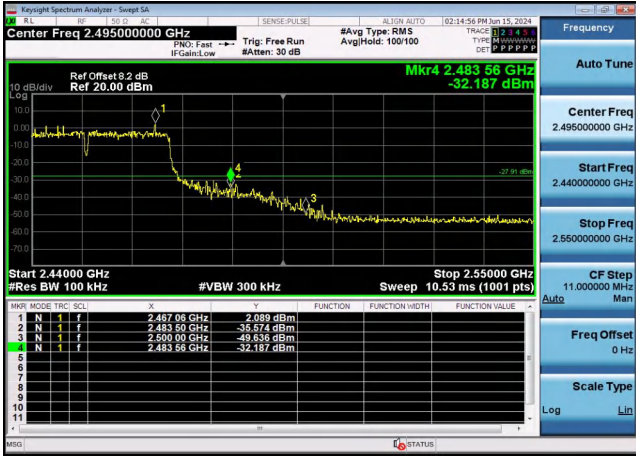 Keysight Spectrum Analyzer - Swept SA
RL RF 50 Ω AC SENSE:PULSE ALIGN AUTO 02:14:56 PM Jun 15, 2024
Center Freq 2.495000000 GHz
PNO: Fast
IFGain:Low
Trig: Free Run
#Atten: 30 dB
#Avg Type: RMS
Avg|Hold: 100/100
TRACE 1 2 3 4 5 6
TYPE M WWWWW
DET P P P P P P
Ref Offset 8.2 dB
10 dB/div Ref 20.00 dBm
Log
Mkr4 2.483 56 GHz
-32.187 dBm
10.0
0.00
-10.0
-20.0
-30.0
-40.0
-50.0
-60.0
-70.0
1
4
2
3
-27.91 dBm
Start 2.44000 GHz Stop 2.55000 GHz
#Res BW 100 kHz #VBW 300 kHz Sweep 10.53 ms (1001 pts)
MKR MODE TRC SCL X Y FUNCTION FUNCTION WIDTH FUNCTION VALUE
1 N 1 f 2.467 06 GHz 2.089 dBm
2 N 1 f 2.483 50 GHz -35.574 dBm
3 N 1 f 2.500 00 GHz -49.636 dBm
4 N 1 f 2.483 56 GHz -32.187 dBm
5
6
7
8
9
10
11
MSG STATUS
Frequency
Auto Tune
Center Freq
2.495000000 GHz
Start Freq
2.440000000 GHz
Stop Freq
2.550000000 GHz
CF Step
11.000000 MHz
Auto Man
Freq Offset
0 Hz
Scale Type
Log Lin